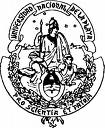 UNIVERSIDAD NACIONAL DE LA PLATA
PRO SCIENTIA ET PATRIA